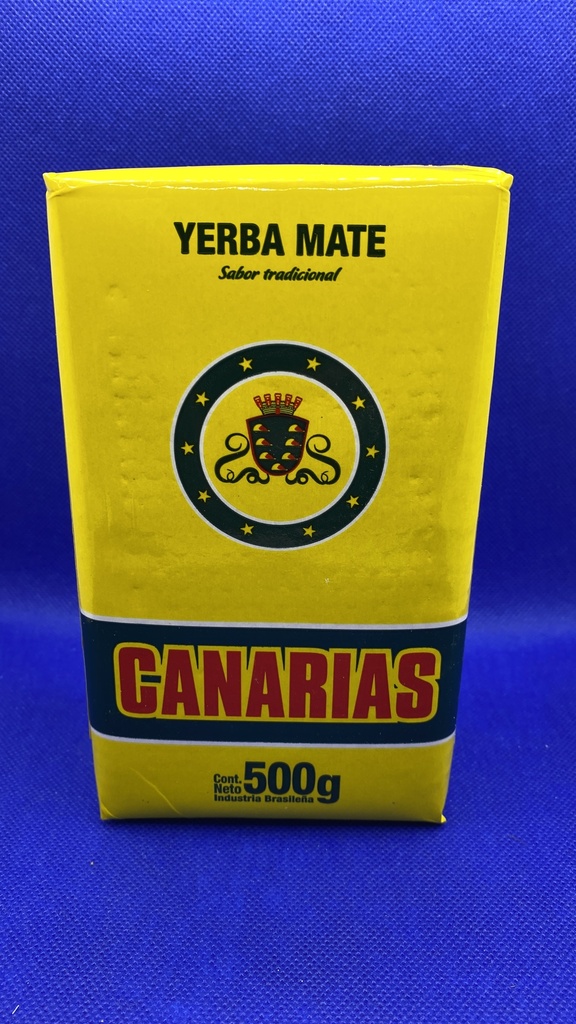 YERBA MATE
Sabor tradicional
CANARIAS
Cont. Neto 500g
Industria Brasileña